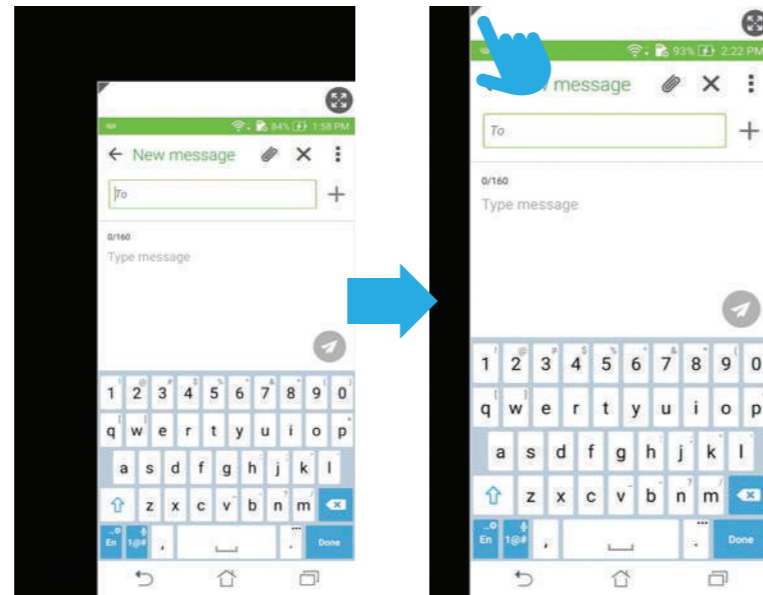 84% 1:58 PM
New message
To
0/160
Type message
1 2 3 4 5 6 7 8 9 0
q w e r t y u i o p
a s d f g h j k l
z x c v b n m
En 1@# , . Done
93% 2:22 PM
message
To
0/160
Type message
1 2 3 4 5 6 7 8 9 0
q w e r t y u i o p
a s d f g h j k l
z x c v b n m
En 1@# , . Done